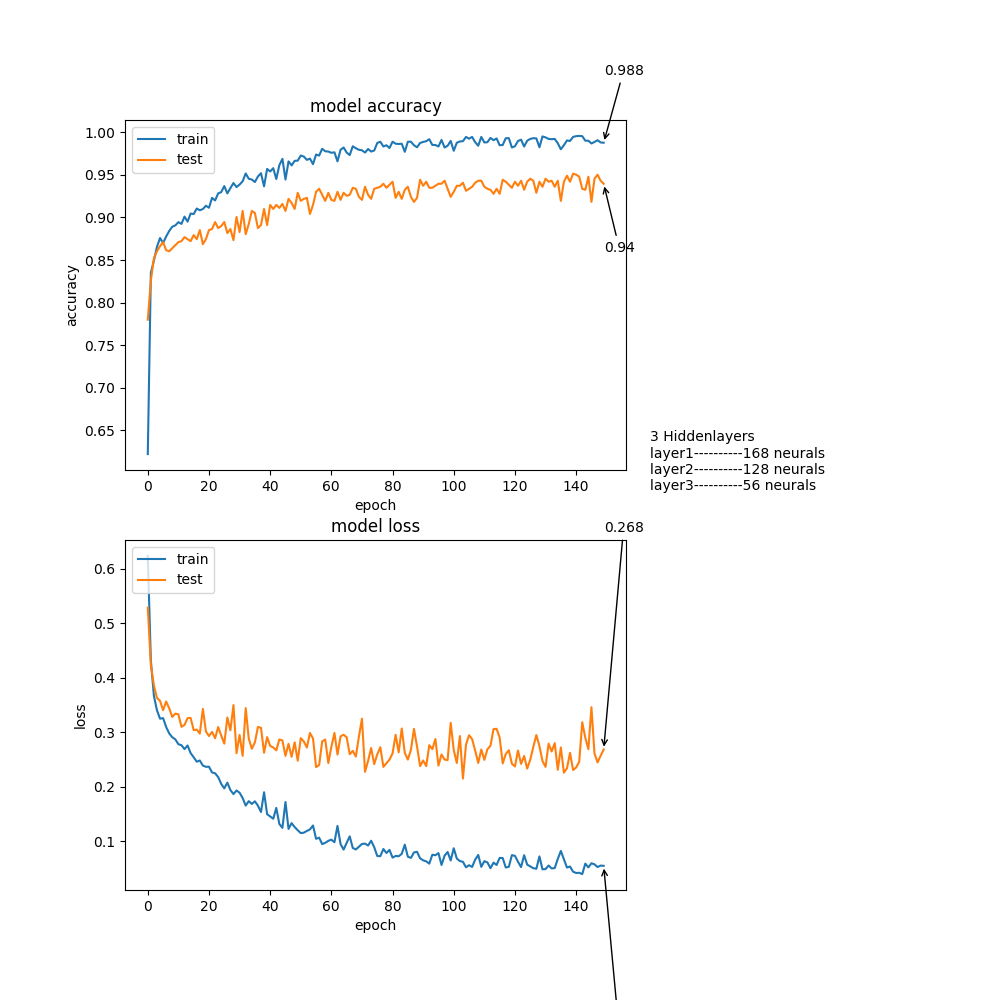 0.988
model accuracy
train
test
1.00
0.95
0.90
0.85
0.80
0.75
0.70
0.65
accuracy
0.94
0 20 40 60 80 100 120 140
epoch
3 Hiddenlayers
layer1----------168 neurals
layer2----------128 neurals
layer3----------56 neurals
model loss
0.268
train
test
0.6
0.5
0.4
0.3
0.2
0.1
loss
0 20 40 60 80 100 120 140
epoch